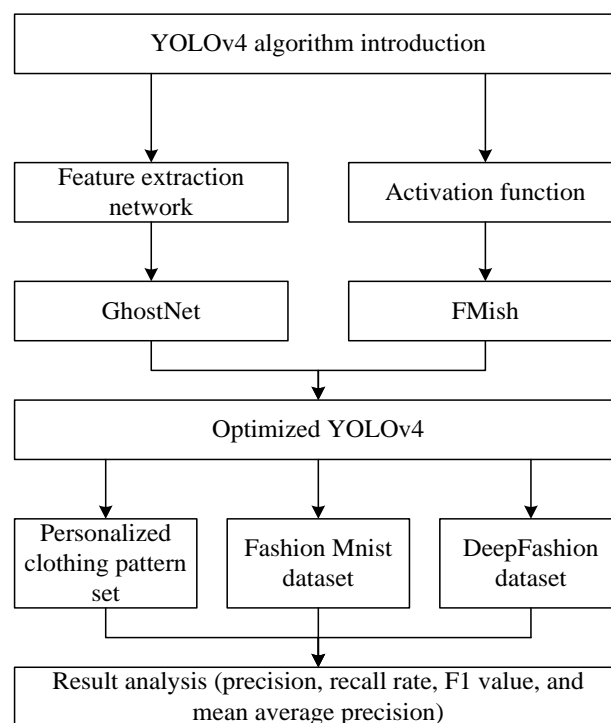 YOLOv4 algorithm introduction
Feature extraction
network
Activation function
GhostNet
FMish
Optimized YOLOv4
Personalized
clothing pattern
set
Fashion Mnist
dataset
DeepFashion
dataset
Result analysis (precision, recall rate, F1 value, and
mean average precision)